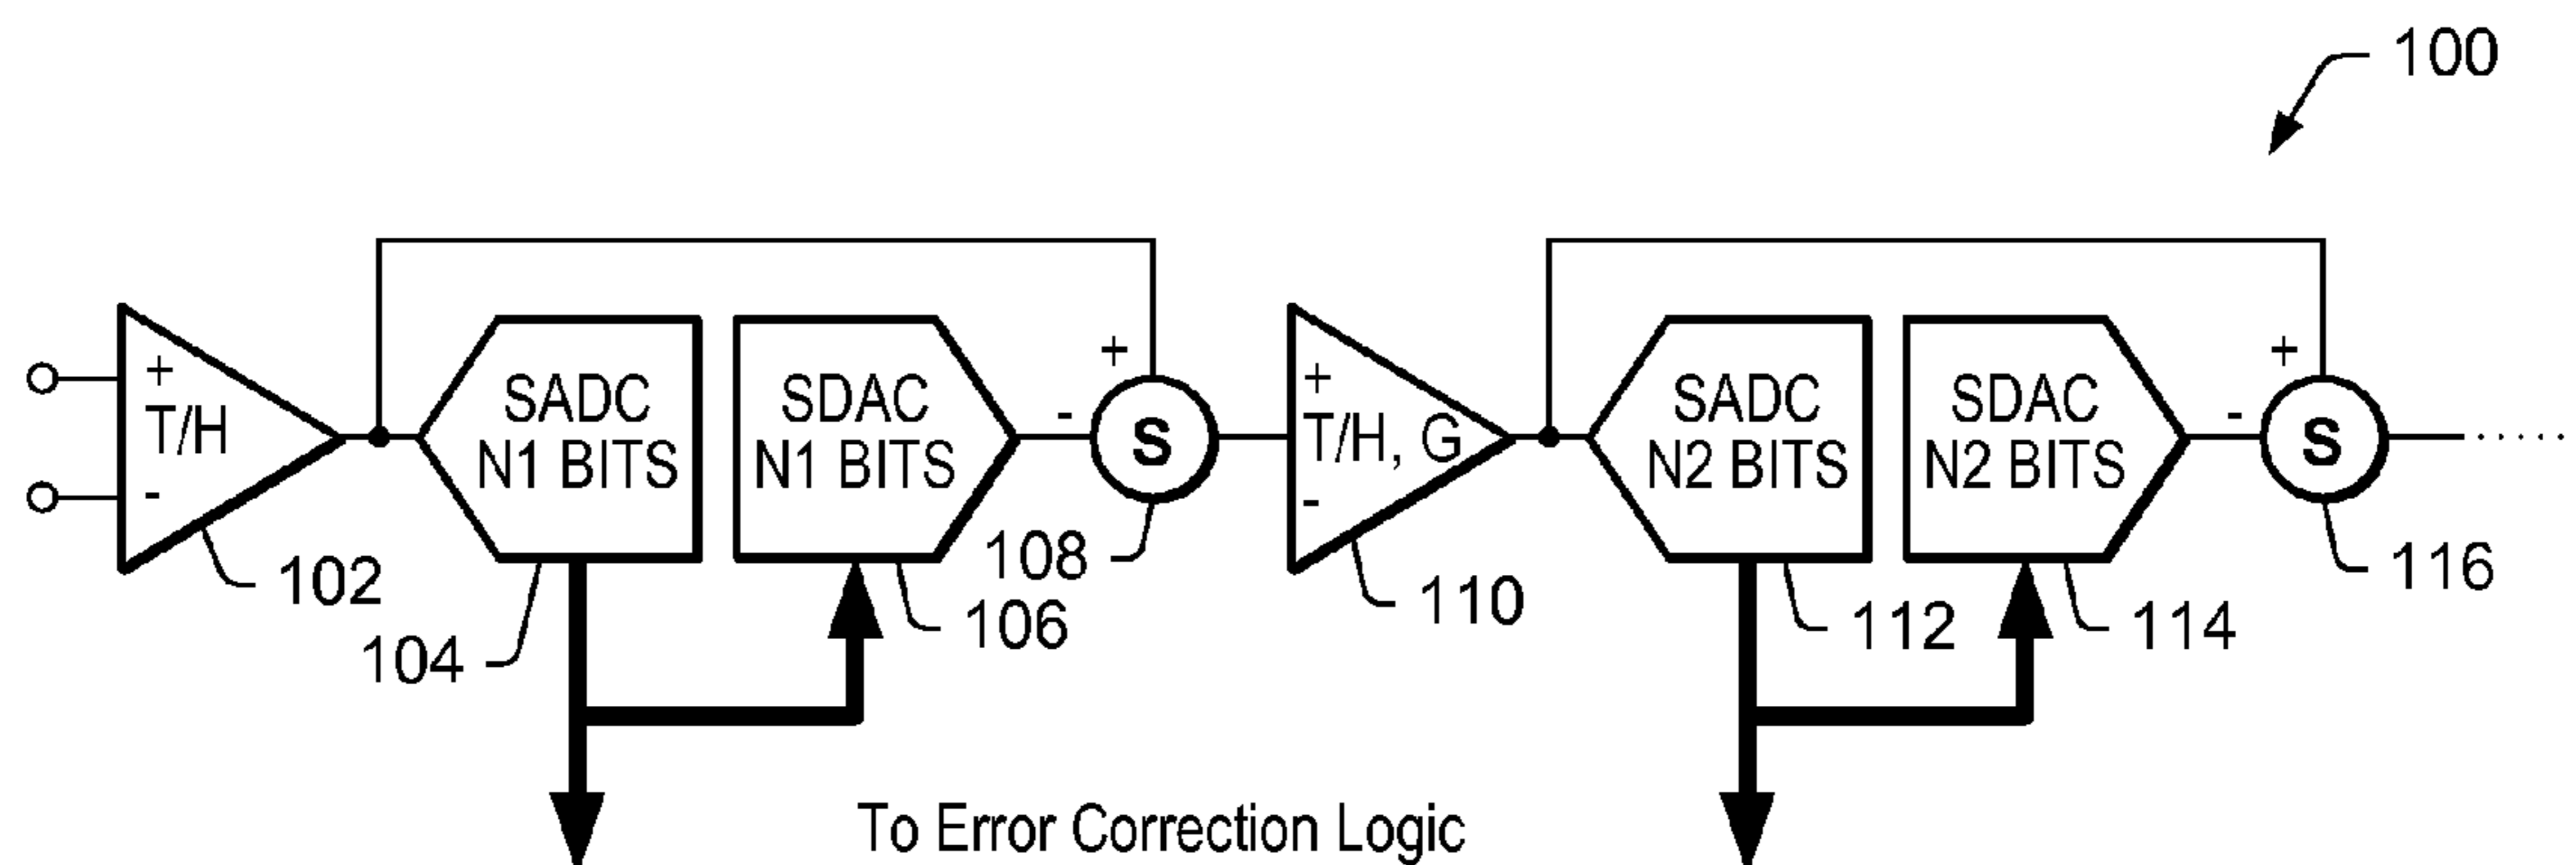 100
+
T/H
-
102
SADC
N1 BITS
104
SDAC
N1 BITS
106
+
-
S
108
+
T/H, G
-
110
SADC
N2 BITS
112
SDAC
N2 BITS
114
+
-
S
116
To Error Correction Logic